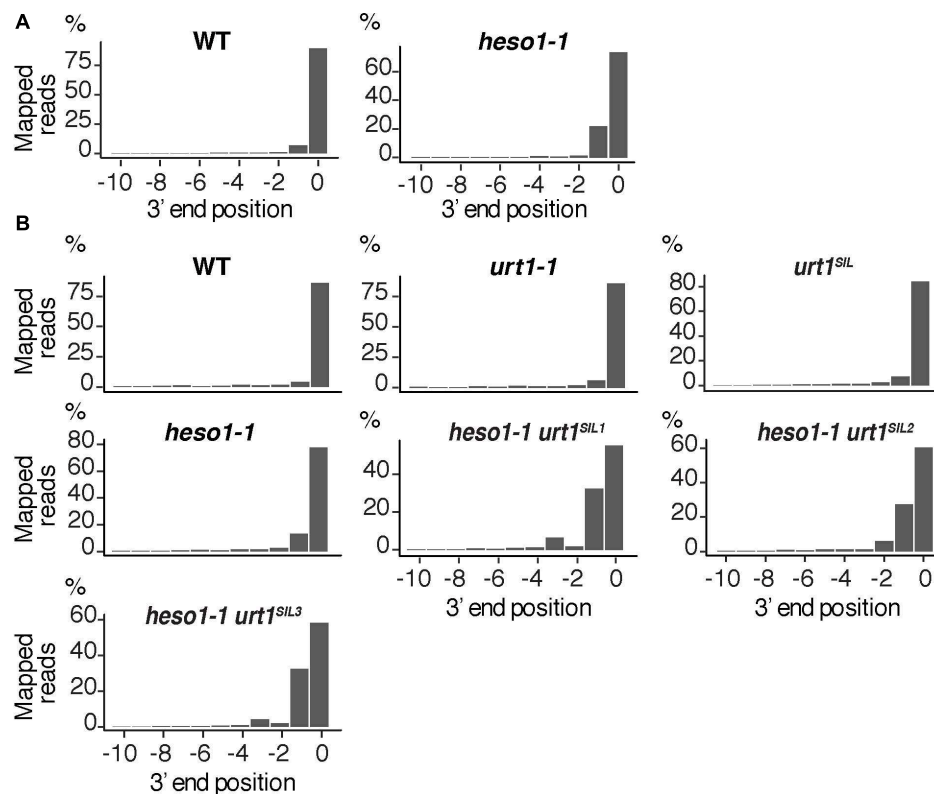 A
%
WT
Mapped reads
75
50
25
0
-10 -8 -6 -4 -2 0
3' end position
%
heso1-1
60
40
20
0
-10 -8 -6 -4 -2 0
3' end position
B
%
WT
Mapped reads
75
50
25
0
%
urt1-1
75
50
25
0
%
urt1SIL
80
60
40
20
0
%
heso1-1
Mapped reads
80
60
40
20
0
%
heso1-1 urt1SIL1
40
20
0
-10 -8 -6 -4 -2 0
3' end position
%
heso1-1 urt1SIL2
60
40
20
0
-10 -8 -6 -4 -2 0
3' end position
%
heso1-1 urt1SIL3
Mapped reads
60
40
20
0
-10 -8 -6 -4 -2 0
3' end position